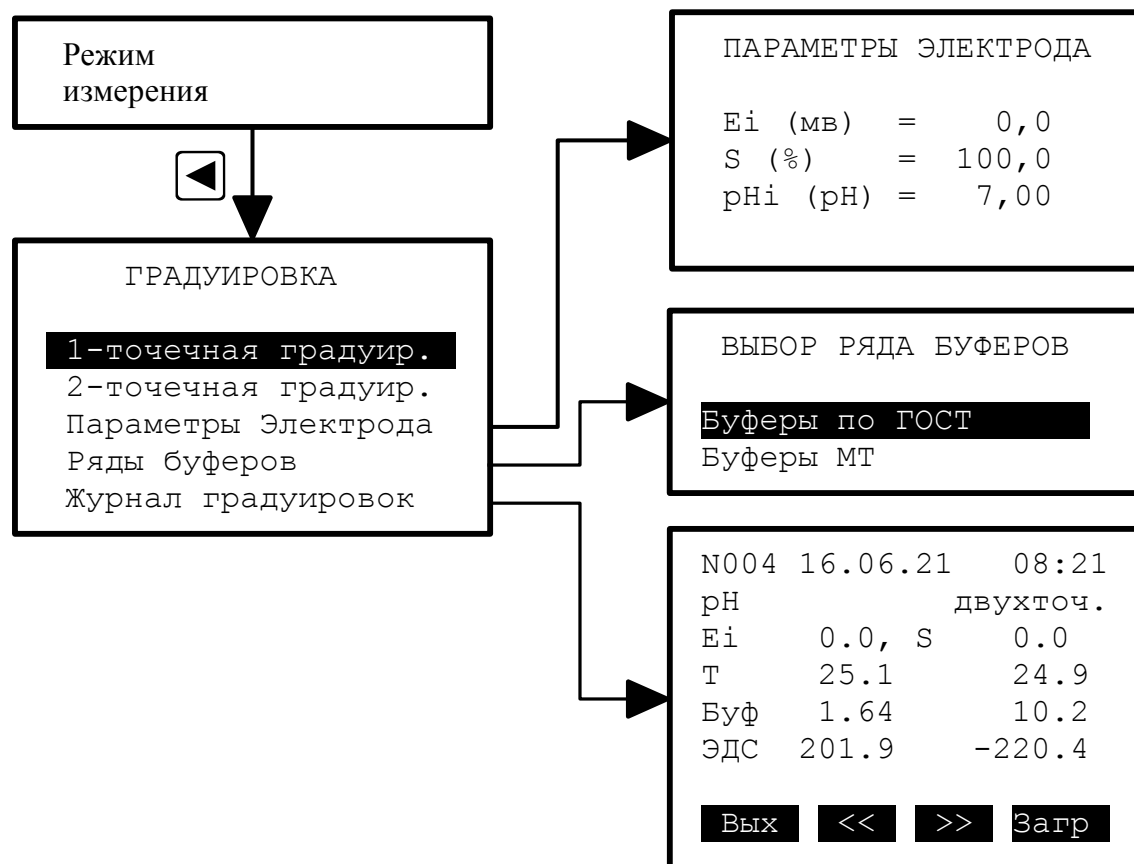 Режим
измерения
ГРАДУИРОВКА
1-точечная градуир.
2-точечная градуир.
Параметры Электрода
Ряды буферов
Журнал градуировок
ПАРАМЕТРЫ ЭЛЕКТРОДА
Ei (мв) = 0,0
S (%) = 100,0
pHi (pH) = 7,00
ВЫБОР РЯДА БУФЕРОВ
Буферы по ГОСТ
Буферы МТ
N004 16.06.21 08:21
pH двухточ.
Ei 0.0, S 0.0
Т 25.1 24.9
Буф 1.64 10.2
ЭДС 201.9 -220.4
Вых << >> Загр